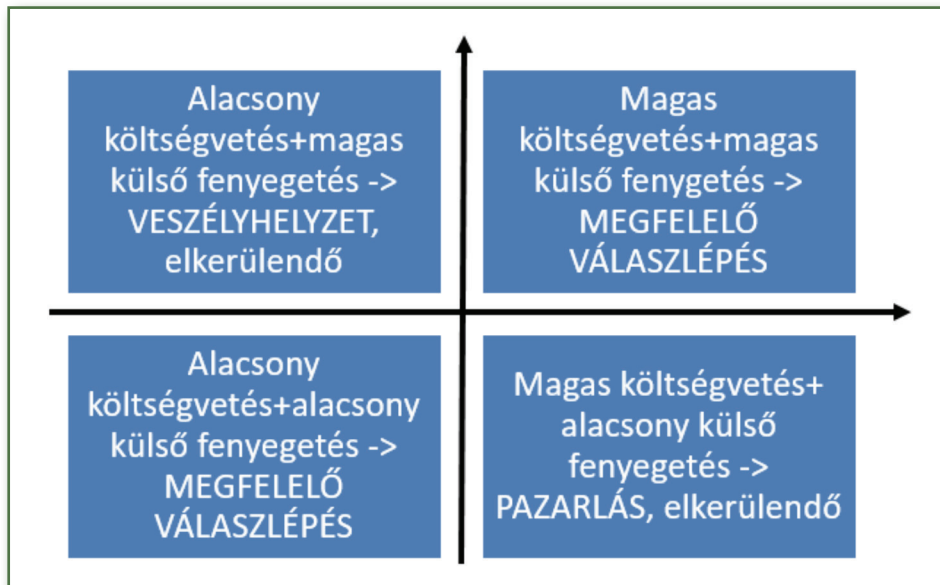 Alacsony
költségvetés+magas
külső fenyegetés ->
VESZÉLYHELYZET,
elkerülendő
Magas
költségvetés+magas
külső fenygetés ->
MEGFELELŐ
VÁLASZLÉPÉS
Alacsony
költségvetés+alacsony
külső fenyegetés ->
MEGFELELŐ
VÁLASZLÉPÉS
Magas költségvetés+
alacsony külső
fenyegetés ->
PAZARLÁS, elkerülendő